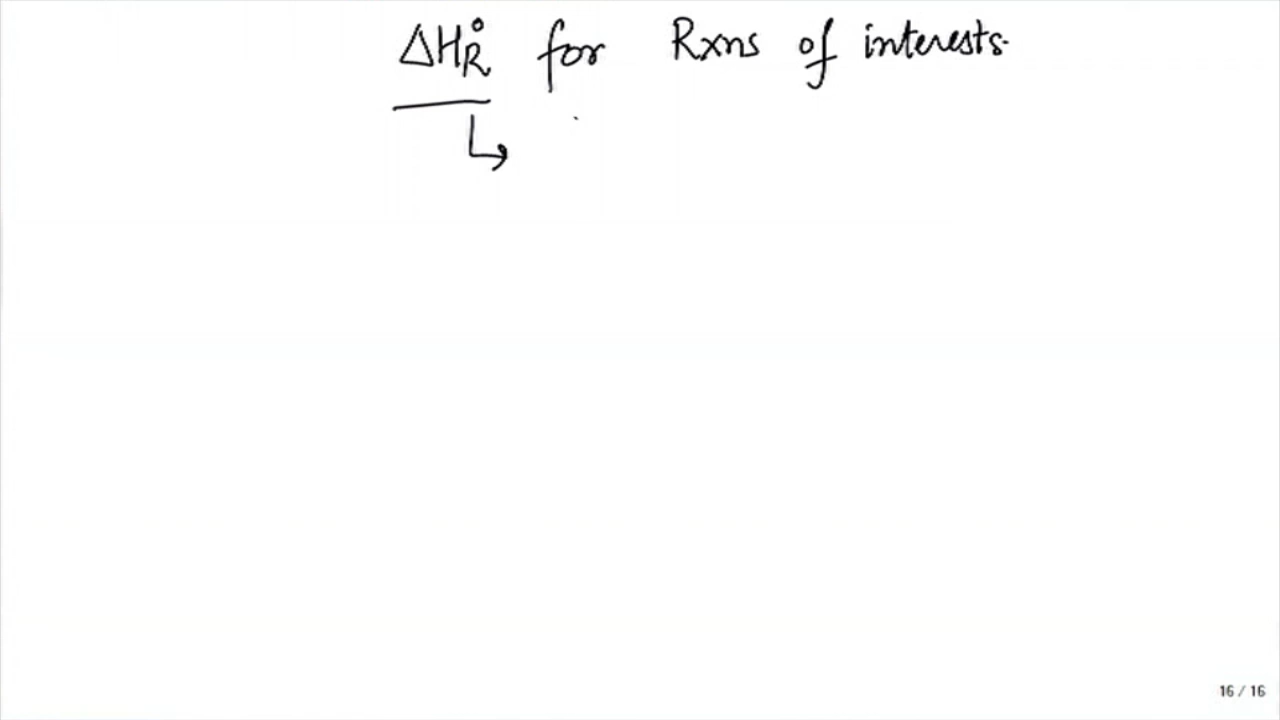 ΔH°R for Rxns of interests.
↳
16 / 16